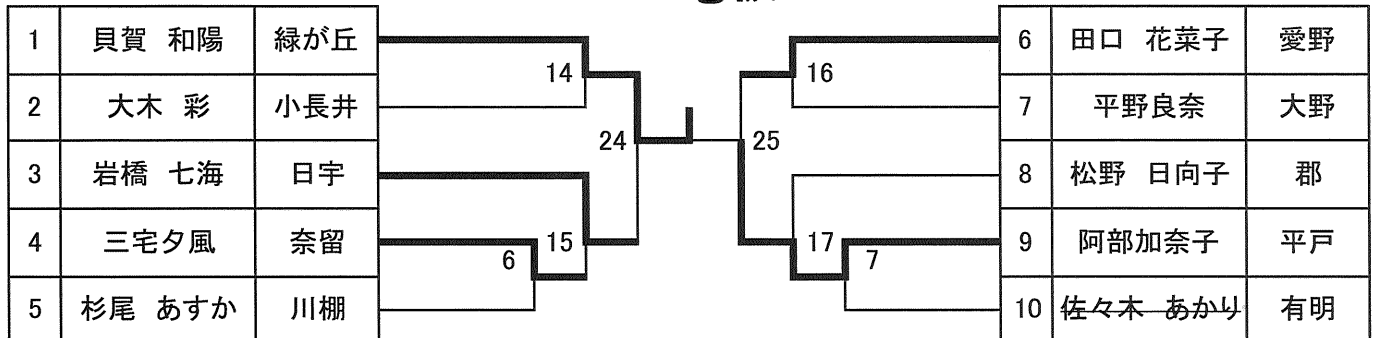 1 貝賀 和陽 緑が丘
2 大木 彩 小長井
3 岩橋 七海 日宇
4 三宅夕風 奈留
5 杉尾 あすか 川棚
14
24
15
6
6 田口 花菜子 愛野
7 平野良奈 大野
8 松野 日向子 郡
9 阿部加奈子 平戸
10 佐々木 あかり 有明
16
25
17
7